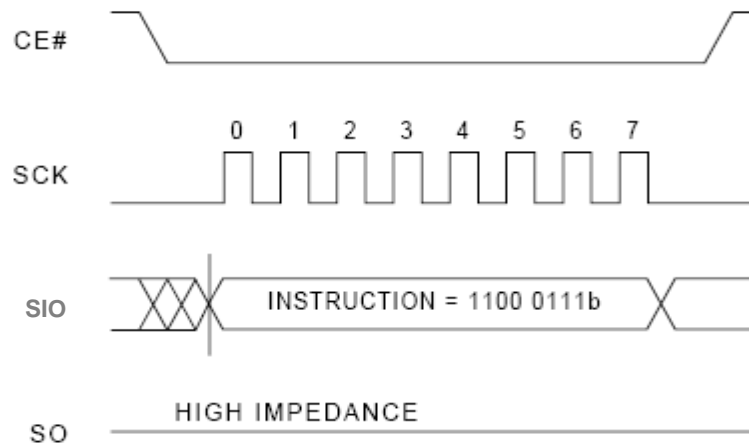 CE#
0 1 2 3 4 5 6 7
SCK
SIO INSTRUCTION = 1100 0111b
HIGH IMPEDANCE
SO